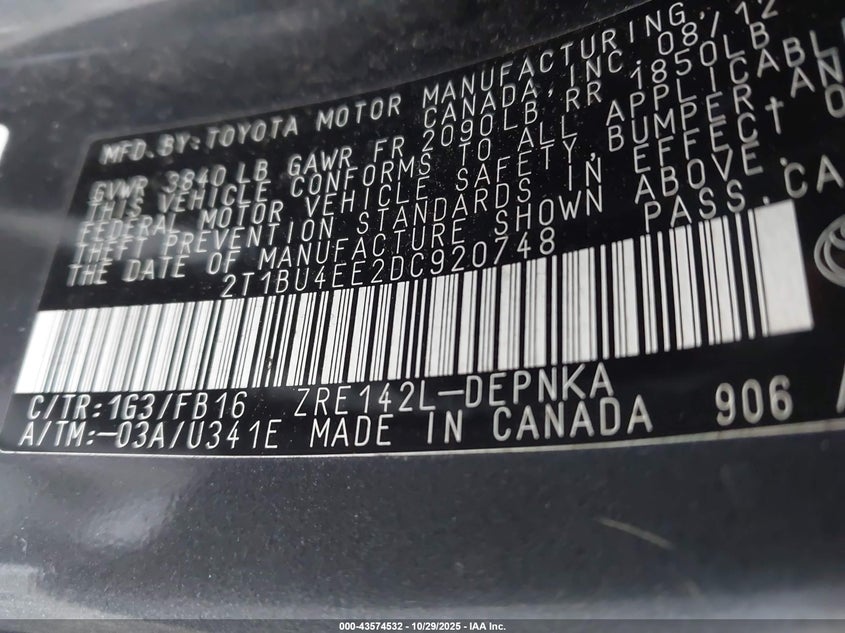 MFD.BY:TOYOTA MOTOR MANUFACTURING
CANADA,INC. 08/12
GVWR 3840 LB GAWR FR 2090LB RR 1850LB
THIS VEHICLE CONFORMS TO ALL APPLICABL
FEDERAL MOTOR VEHICLE SAFETY, BUMPER, AN
THEFT PREVENTION STANDARDS IN EFFECT O
THE DATE OF MANUFACTURE SHOWN ABOVE.
2T1BU4EE2DC920748 PASS.CA
C/TR:1G3/FB16 ZRE142L-DEPNKA
A/TM:-03A/U341E MADE IN CANADA 906
000-43574532 - 10/29/2025 - IAA Inc.